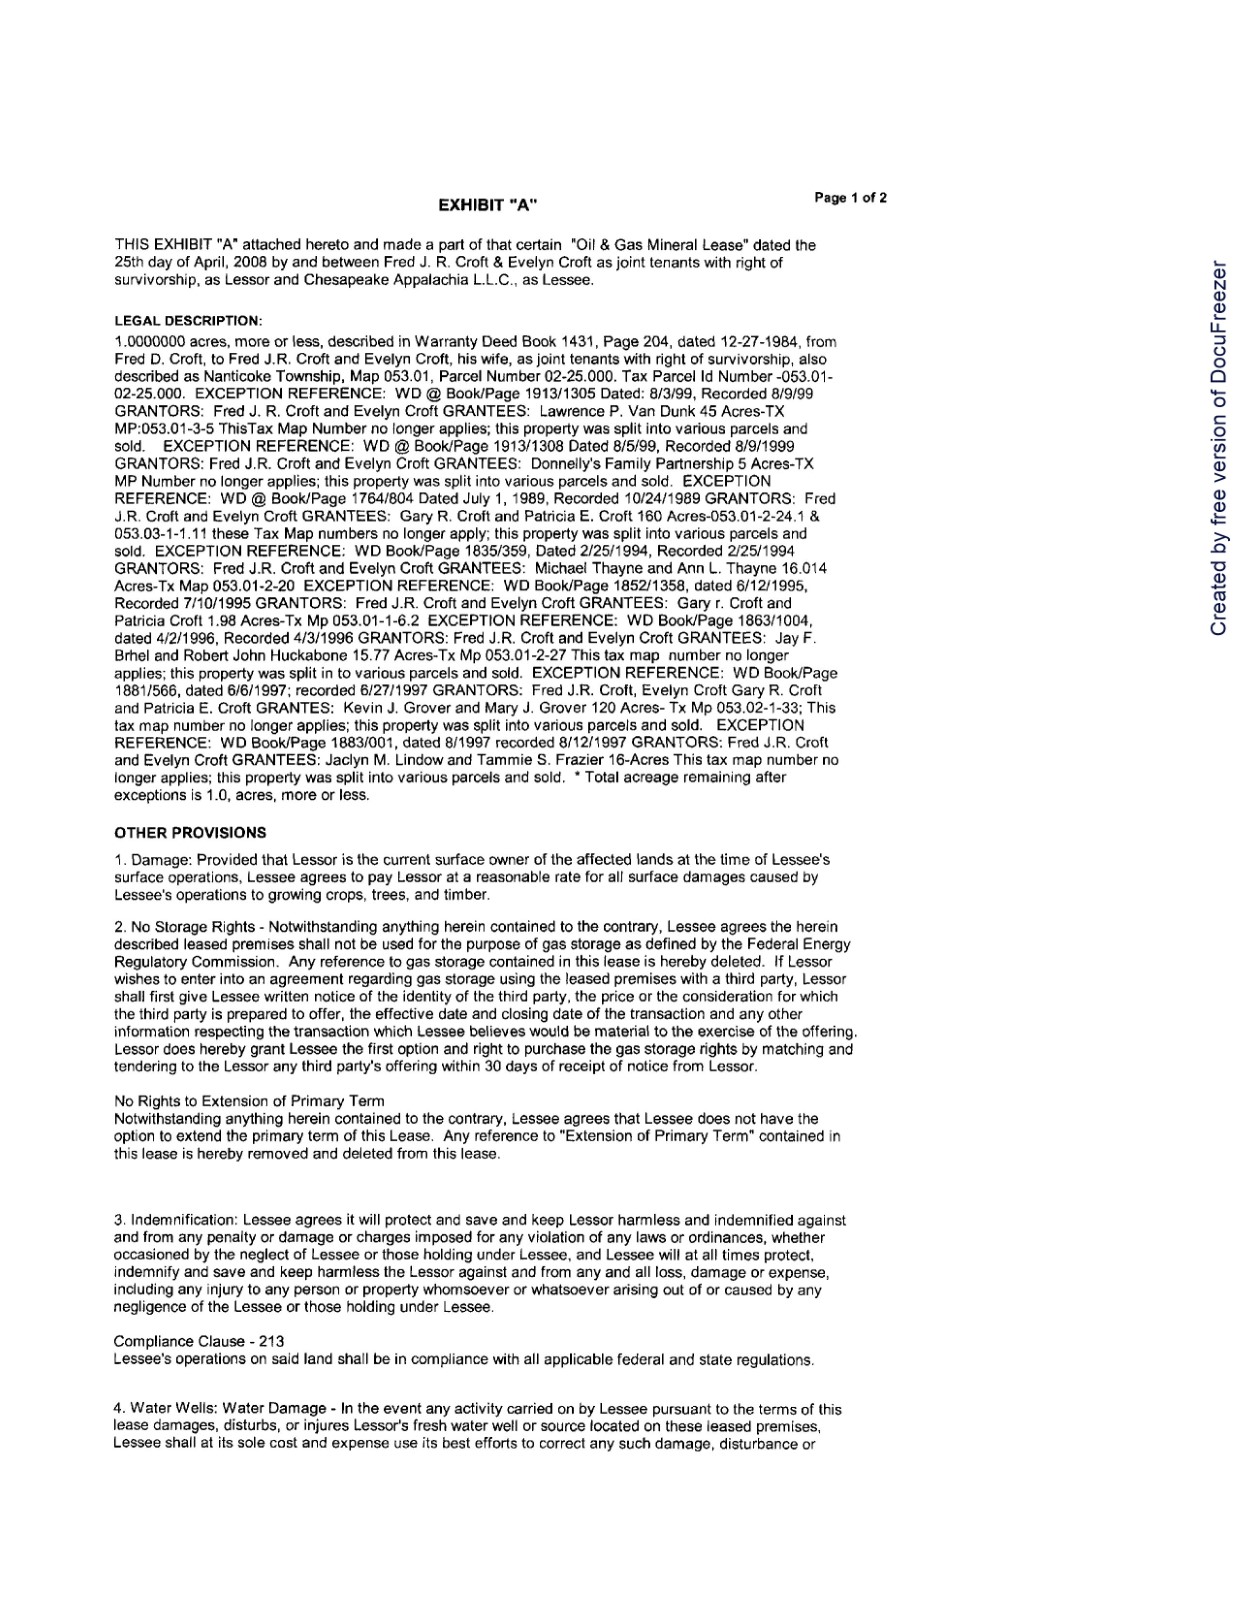 EXHIBIT "A"
Page 1 of 2
THIS EXHIBIT "A" attached hereto and made a part of that certain "Oil & Gas Mineral Lease" dated the
25th day of April, 2008 by and between Fred J. R. Croft & Evelyn Croft as joint tenants with right of
survivorship, as Lessor and Chesapeake Appalachia L.L.C., as Lessee.
LEGAL DESCRIPTION:
1.0000000 acres, more or less, described in Warranty Deed Book 1431, Page 204, dated 12-27-1984, from
Fred D. Croft, to Fred J.R. Croft and Evelyn Croft, his wife, as joint tenants with right of survivorship, also
described as Nanticoke Township, Map 053.01, Parcel Number 02-25.000. Tax Parcel Id Number -053.01-
02-25.000. EXCEPTION REFERENCE: WD @ Book/Page 1913/1305 Dated: 8/3/99, Recorded 8/9/99
GRANTORS: Fred J. R. Croft and Evelyn Croft GRANTEES: Lawrence P. Van Dunk 45 Acres-TX
MP:053.01-3-5 ThisTax Map Number no longer applies; this property was split into various parcels and
sold. EXCEPTION REFERENCE: WD @ Book/Page 1913/1308 Dated 8/5/99, Recorded 8/9/1999
GRANTORS: Fred J.R. Croft and Evelyn Croft GRANTEES: Donnelly's Family Partnership 5 Acres-TX
MP Number no longer applies; this property was split into various parcels and sold. EXCEPTION
REFERENCE: WD @ Book/Page 1764/804 Dated July 1, 1989, Recorded 10/24/1989 GRANTORS: Fred
J.R. Croft and Evelyn Croft GRANTEES: Gary R. Croft and Patricia E. Croft 160 Acres-053.01-2-24.1 &
053.03-1-1.11 these Tax Map numbers no longer apply; this property was split into various parcels and
sold. EXCEPTION REFERENCE: WD Book/Page 1835/359, Dated 2/25/1994, Recorded 2/25/1994
GRANTORS: Fred J.R. Croft and Evelyn Croft GRANTEES: Michael Thayne and Ann L. Thayne 16.014
Acres-Tx Map 053.01-2-20 EXCEPTION REFERENCE: WD Book/Page 1852/1358, dated 6/12/1995,
Recorded 7/10/1995 GRANTORS: Fred J.R. Croft and Evelyn Croft GRANTEES: Gary r. Croft and
Patricia Croft 1.98 Acres-Tx Mp 053.01-1-6.2 EXCEPTION REFERENCE: WD Book/Page 1863/1004,
dated 4/2/1996, Recorded 4/3/1996 GRANTORS: Fred J.R. Croft and Evelyn Croft GRANTEES: Jay F.
Brhel and Robert John Huckabone 15.77 Acres-Tx Mp 053.01-2-27 This tax map number no longer
applies; this property was split in to various parcels and sold. EXCEPTION REFERENCE: WD Book/Page
1881/566, dated 6/6/1997; recorded 6/27/1997 GRANTORS: Fred J.R. Croft, Evelyn Croft Gary R. Croft
and Patricia E. Croft GRANTES: Kevin J. Grover and Mary J. Grover 120 Acres- Tx Mp 053.02-1-33; This
tax map number no longer applies; this property was split into various parcels and sold. EXCEPTION
REFERENCE: WD Book/Page 1883/001, dated 8/1997 recorded 8/12/1997 GRANTORS: Fred J.R. Croft
and Evelyn Croft GRANTEES: Jaclyn M. Lindow and Tammie S. Frazier 16-Acres This tax map number no
longer applies; this property was split into various parcels and sold. * Total acreage remaining after
exceptions is 1.0, acres, more or less.
OTHER PROVISIONS
1. Damage: Provided that Lessor is the current surface owner of the affected lands at the time of Lessee's
surface operations, Lessee agrees to pay Lessor at a reasonable rate for all surface damages caused by
Lessee's operations to growing crops, trees, and timber.
2. No Storage Rights - Notwithstanding anything herein contained to the contrary, Lessee agrees the herein
described leased premises shall not be used for the purpose of gas storage as defined by the Federal Energy
Regulatory Commission. Any reference to gas storage contained in this lease is hereby deleted. If Lessor
wishes to enter into an agreement regarding gas storage using the leased premises with a third party, Lessor
shall first give Lessee written notice of the identity of the third party, the price or the consideration for which
the third party is prepared to offer, the effective date and closing date of the transaction and any other
information respecting the transaction which Lessee believes would be material to the exercise of the offering.
Lessor does hereby grant Lessee the first option and right to purchase the gas storage rights by matching and
tendering to the Lessor any third party's offering within 30 days of receipt of notice from Lessor.
No Rights to Extension of Primary Term
Notwithstanding anything herein contained to the contrary, Lessee agrees that Lessee does not have the
option to extend the primary term of this Lease. Any reference to "Extension of Primary Term" contained in
this lease is hereby removed and deleted from this lease.
3. Indemnification: Lessee agrees it will protect and save and keep Lessor harmless and indemnified against
and from any penalty or damage or charges imposed for any violation of any laws or ordinances, whether
occasioned by the neglect of Lessee or those holding under Lessee, and Lessee will at all times protect,
indemnify and save and keep harmless the Lessor against and from any and all loss, damage or expense,
including any injury to any person or property whomsoever or whatsoever arising out of or caused by any
negligence of the Lessee or those holding under Lessee.
Compliance Clause - 213
Lessee's operations on said land shall be in compliance with all applicable federal and state regulations.
4. Water Wells: Water Damage - In the event any activity carried on by Lessee pursuant to the terms of this
lease damages, disturbs, or injures Lessor's fresh water well or source located on these leased premises,
Lessee shall at its sole cost and expense use its best efforts to correct any such damage, disturbance or
Created by free version of DocuFreezer